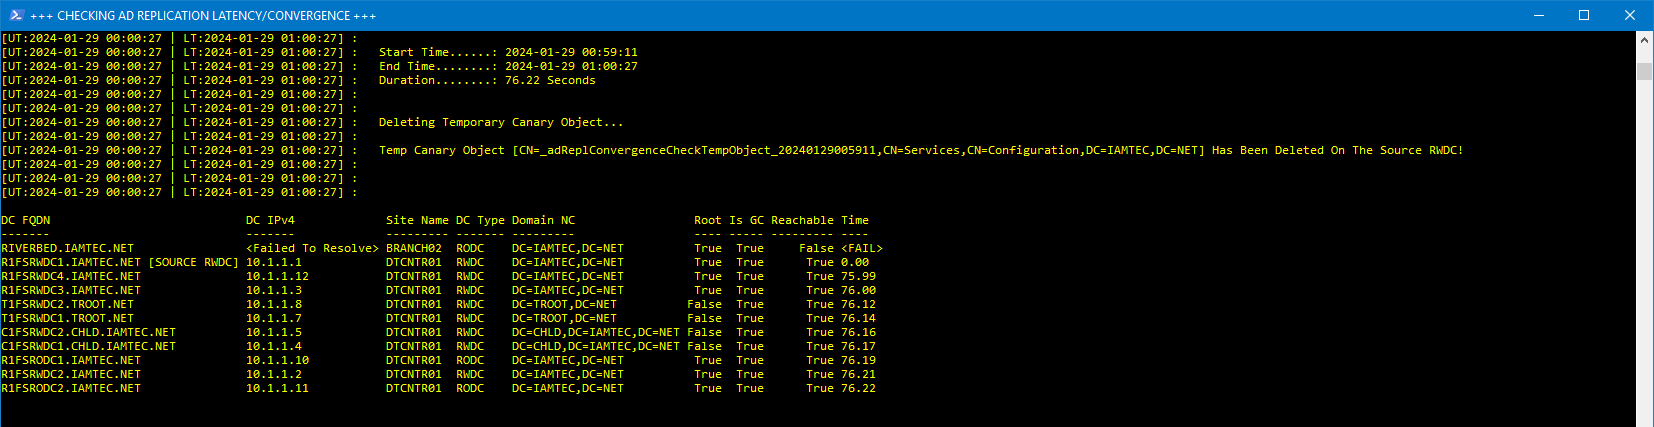 +++ CHECKING AD REPLICATION LATENCY/CONVERGENCE +++
[UT:2024-01-29 00:00:27 | LT:2024-01-29 01:00:27] :
[UT:2024-01-29 00:00:27 | LT:2024-01-29 01:00:27] :   Start Time......: 2024-01-29 00:59:11
[UT:2024-01-29 00:00:27 | LT:2024-01-29 01:00:27] :   End Time........: 2024-01-29 01:00:27
[UT:2024-01-29 00:00:27 | LT:2024-01-29 01:00:27] :   Duration........: 76.22 Seconds
[UT:2024-01-29 00:00:27 | LT:2024-01-29 01:00:27] :
[UT:2024-01-29 00:00:27 | LT:2024-01-29 01:00:27] :
[UT:2024-01-29 00:00:27 | LT:2024-01-29 01:00:27] :   Deleting Temporary Canary Object...
[UT:2024-01-29 00:00:27 | LT:2024-01-29 01:00:27] :
[UT:2024-01-29 00:00:27 | LT:2024-01-29 01:00:27] :   Temp Canary Object [CN=_adReplConvergenceCheckTempObject_20240129005911,CN=Services,CN=Configuration,DC=IAMTEC,DC=NET] Has Been Deleted On The Source RWDC!
[UT:2024-01-29 00:00:27 | LT:2024-01-29 01:00:27] :
[UT:2024-01-29 00:00:27 | LT:2024-01-29 01:00:27] :
[UT:2024-01-29 00:00:27 | LT:2024-01-29 01:00:27] :
DC FQDN                            DC IPv4             Site Name DC Type Domain NC                 Root Is GC Reachable Time
-------                            -------             --------- ------- ---------                 ---- ----- --------- ----
RIVERBED.IAMTEC.NET                <Failed To Resolve> BRANCH02  RODC    DC=IAMTEC,DC=NET          True  True     False <FAIL>
R1FSRWDC1.IAMTEC.NET [SOURCE RWDC] 10.1.1.1            DTCNTR01  RWDC    DC=IAMTEC,DC=NET          True  True      True 0.00
R1FSRWDC4.IAMTEC.NET               10.1.1.12           DTCNTR01  RWDC    DC=IAMTEC,DC=NET          True  True      True 75.99
R1FSRWDC3.IAMTEC.NET               10.1.1.3            DTCNTR01  RWDC    DC=IAMTEC,DC=NET          True  True      True 76.00
T1FSRWDC2.TROOT.NET                10.1.1.8            DTCNTR01  RWDC    DC=TROOT,DC=NET          False  True      True 76.12
T1FSRWDC1.TROOT.NET                10.1.1.7            DTCNTR01  RWDC    DC=TROOT,DC=NET          False  True      True 76.14
C1FSRWDC2.CHLD.IAMTEC.NET          10.1.1.5            DTCNTR01  RWDC    DC=CHLD,DC=IAMTEC,DC=NET False  True      True 76.16
C1FSRWDC1.CHLD.IAMTEC.NET          10.1.1.4            DTCNTR01  RWDC    DC=CHLD,DC=IAMTEC,DC=NET False  True      True 76.17
R1FSRODC1.IAMTEC.NET               10.1.1.10           DTCNTR01  RODC    DC=IAMTEC,DC=NET          True  True      True 76.19
R1FSRWDC2.IAMTEC.NET               10.1.1.2            DTCNTR01  RWDC    DC=IAMTEC,DC=NET          True  True      True 76.21
R1FSRODC2.IAMTEC.NET               10.1.1.11           DTCNTR01  RODC    DC=IAMTEC,DC=NET          True  True      True 76.22